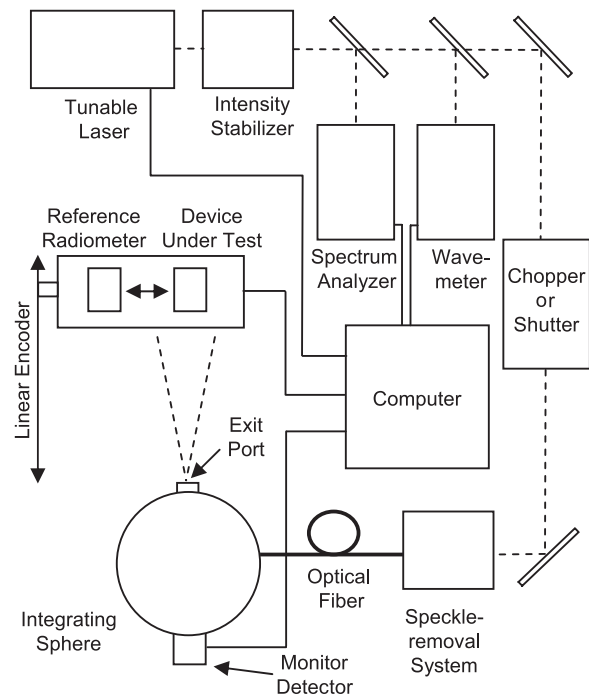 Tunable
Laser
Intensity
Stabilizer
Reference
Radiometer
Device
Under Test
Spectrum
Analyzer
Wave-
meter
Chopper
or
Shutter
Linear Encoder
Computer
Exit
Port
Optical
Fiber
Integrating
Sphere
Speckle-
removal
System
Monitor
Detector